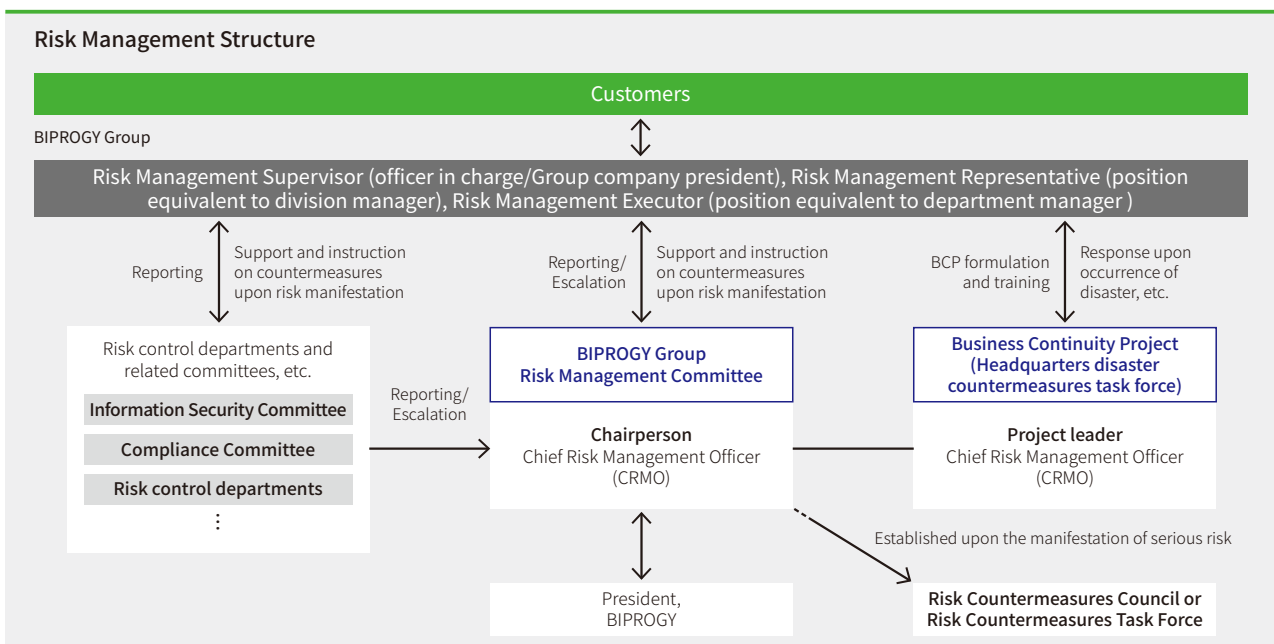 Risk Management Structure
Customers
BIPROGY Group
Risk Management Supervisor (officer in charge/Group company president), Risk Management Representative (position
equivalent to division manager), Risk Management Executor (position equivalent to department manager )
Reporting
Support and instruction
on countermeasures
upon risk manifestation
Reporting/
Escalation
Support and instruction
on countermeasures
upon risk manifestation
BCP formulation
and training
Response upon
occurrence of
disaster, etc.
Risk control departments and
related committees, etc.
Information Security Committee
Compliance Committee
Risk control departments
⋮
Reporting/
Escalation
BIPROGY Group
Risk Management Committee
Chairperson
Chief Risk Management Officer
(CRMO)
Business Continuity Project
(Headquarters disaster
countermeasures task force)
Project leader
Chief Risk Management Officer
(CRMO)
Established upon the manifestation of serious risk
President,
BIPROGY
Risk Countermeasures Council or
Risk Countermeasures Task Force